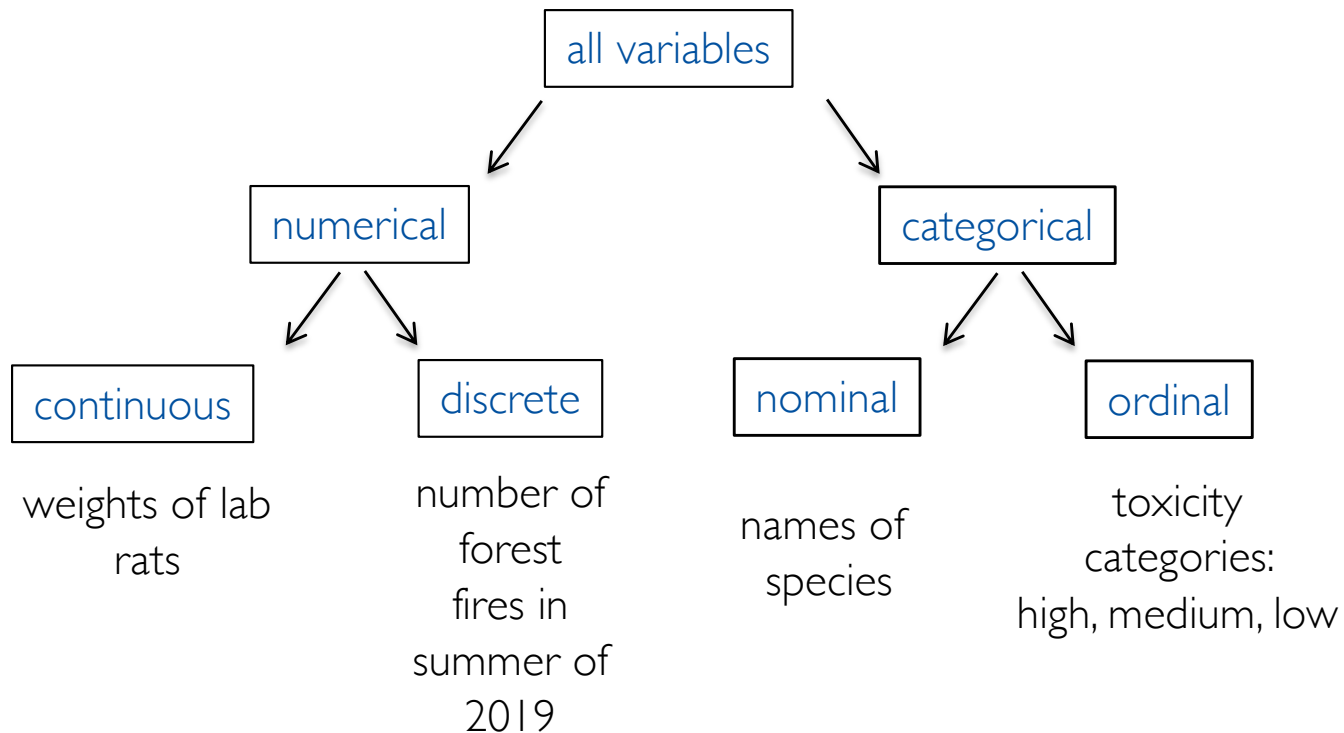 all variables
numerical
categorical
continuous
discrete
nominal
ordinal
weights of lab
rats
number of
forest
fires in
summer of
2019
names of
species
toxicity
categories:
high, medium, low